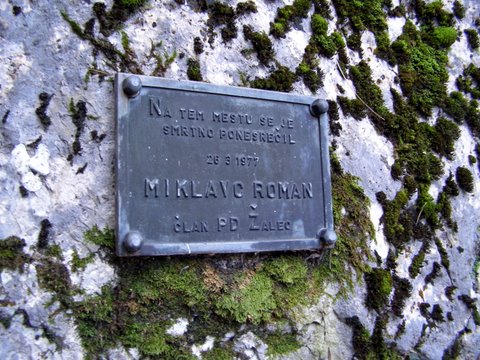 NA TEM MESTU SE JE
SMRTNO PONESREČIL
26 3 1977
MIKLAVC ROMAN
ČLAN PD ŽALEC